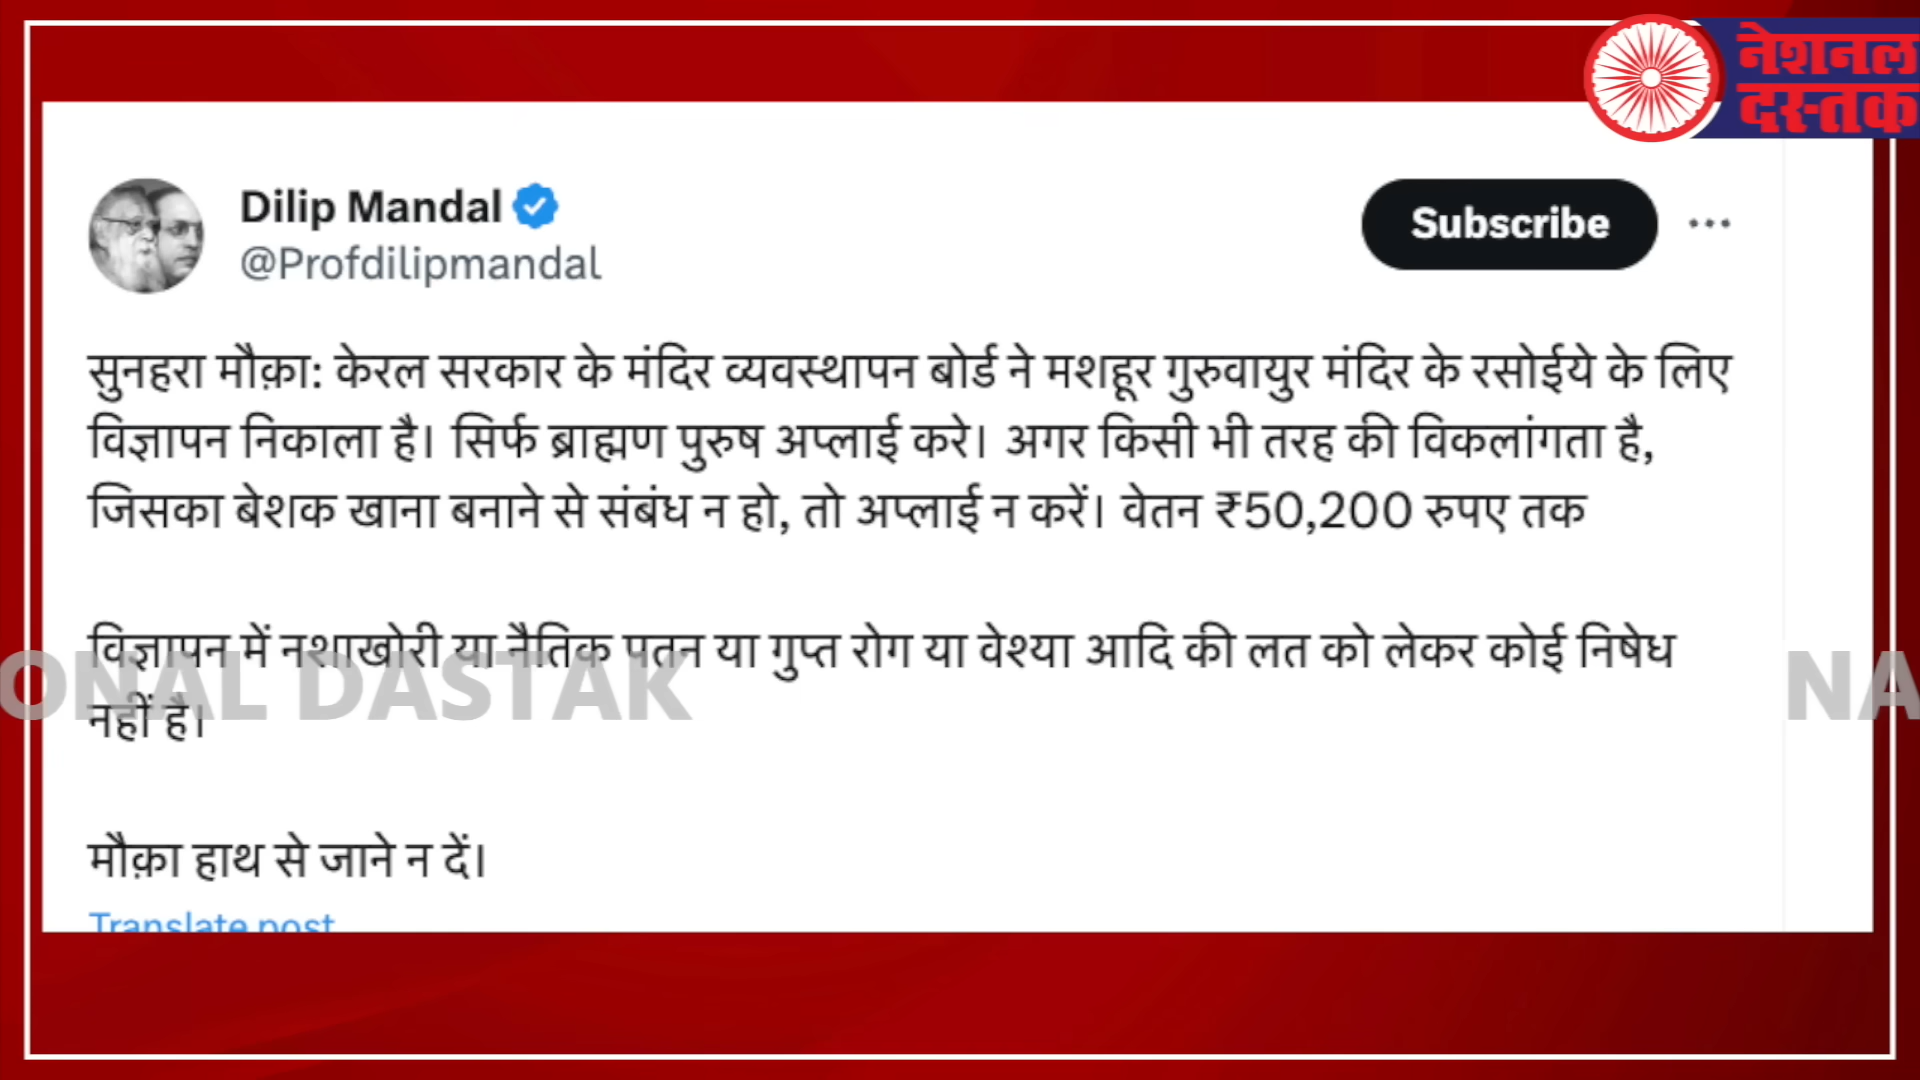 नेशनल
दस्तक
Dilip Mandal
@Profdilipmandal
Subscribe
सुनहरा मौक़ा: केरल सरकार के मंदिर व्यवस्थापन बोर्ड ने मशहूर गुरुवायुर मंदिर के रसोईये के लिए
विज्ञापन निकाला है। सिर्फ ब्राह्मण पुरुष अप्लाई करे। अगर किसी भी तरह की विकलांगता है,
जिसका बेशक खाना बनाने से संबंध न हो, तो अप्लाई न करें। वेतन ₹50,200 रुपए तक
विज्ञापन में नशाखोरी या नैतिक पतन या गुप्त रोग या वेश्या आदि की लत को लेकर कोई निषेध
नहीं है।
ONAL DASTAK
NA
मौक़ा हाथ से जाने न दें।
Translate post